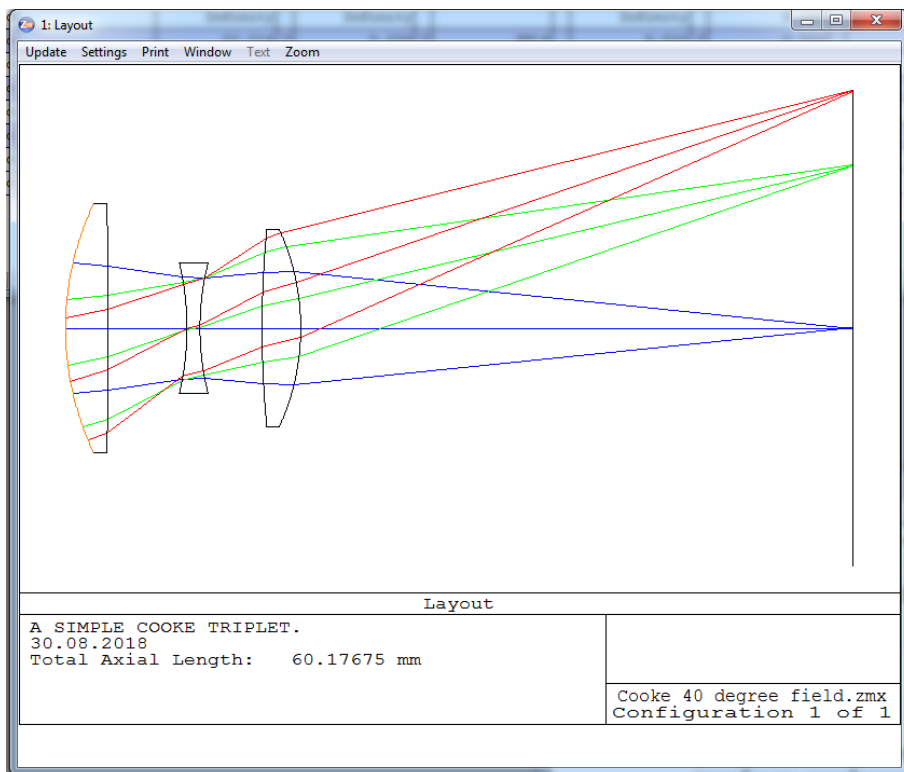 1: Layout
Update Settings Print Window Text Zoom
Layout
A SIMPLE COOKE TRIPLET.
30.08.2018
Total Axial Length: 60.17675 mm
Cooke 40 degree field.zmx
Configuration 1 of 1